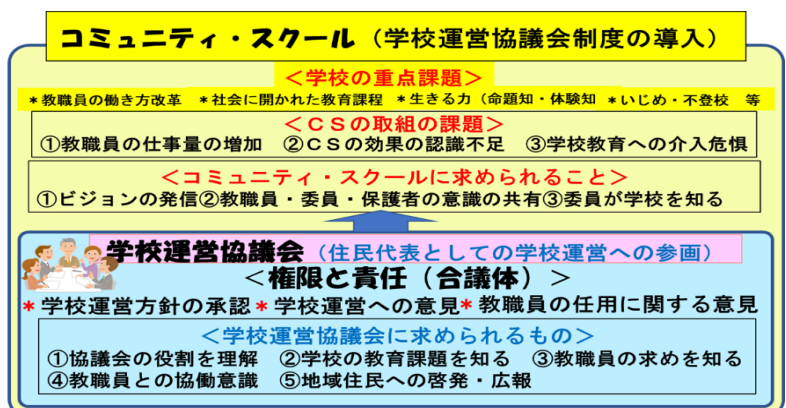 コミュニティ・スクール（学校運営協議会制度の導入）
＜学校の重点課題＞
＊教職員の働き方改革　＊社会に開かれた教育課程　＊生きる力（命題知・体験知　＊いじめ・不登校　等
＜ＣＳの取組の課題＞
①教職員の仕事量の増加　②ＣＳの効果の認識不足　③学校教育への介入危惧
＜コミュニティ・スクールに求められること＞
①ビジョンの発信②教職員・委員・保護者の意識の共有③委員が学校を知る
学校運営協議会（住民代表としての学校運営への参画）
＜権限と責任（合議体）＞
＊学校運営方針の承認＊学校運営への意見＊教職員の任用に関する意見
＜学校運営協議会に求められるもの＞
①協議会の役割を理解　②学校の教育課題を知る　③教職員の求めを知る
④教職員との協働意識　⑤地域住民への啓発・広報